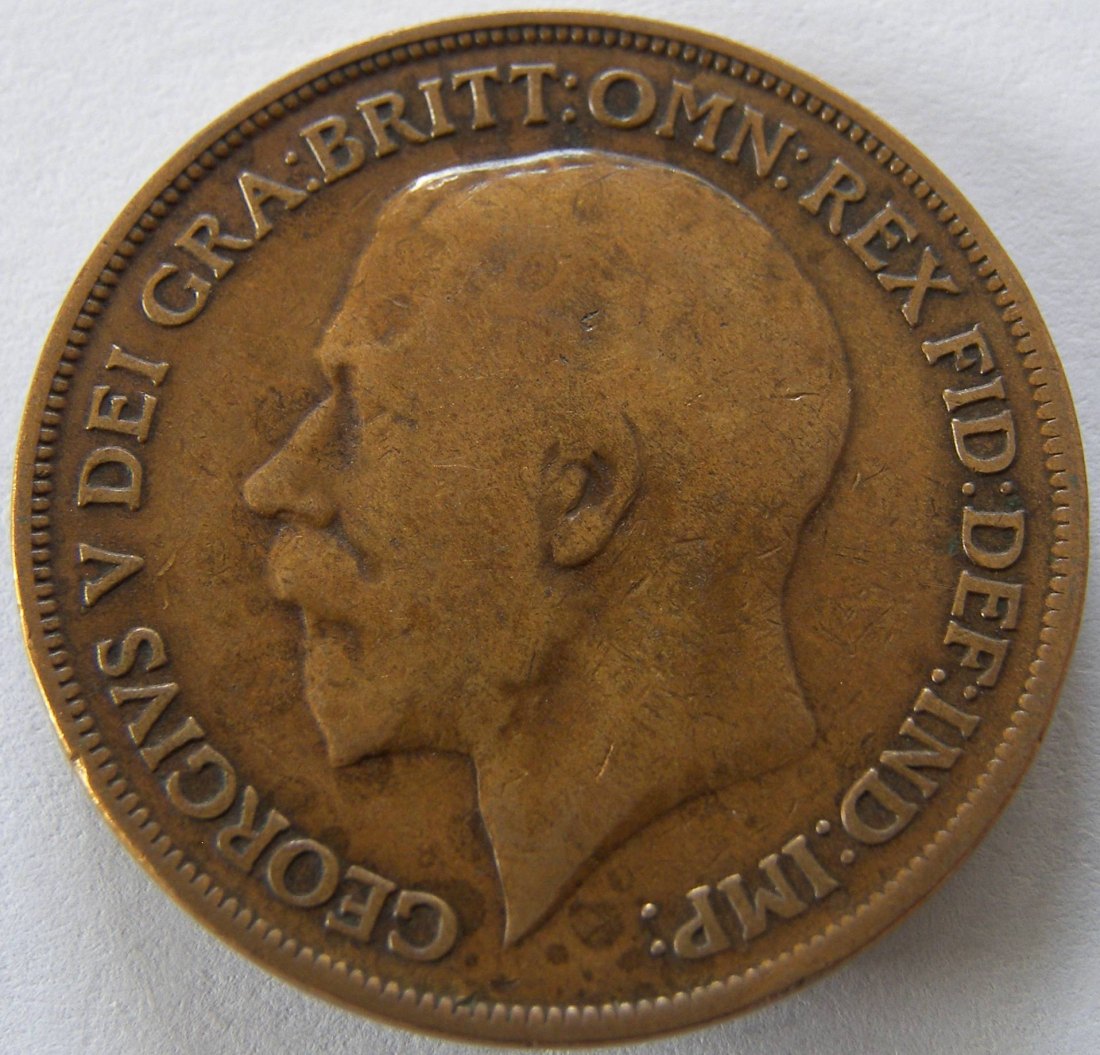 GEORGIVS V DEI GRA:BRITT:OMN:REX FID:DEF:IND:IMP: